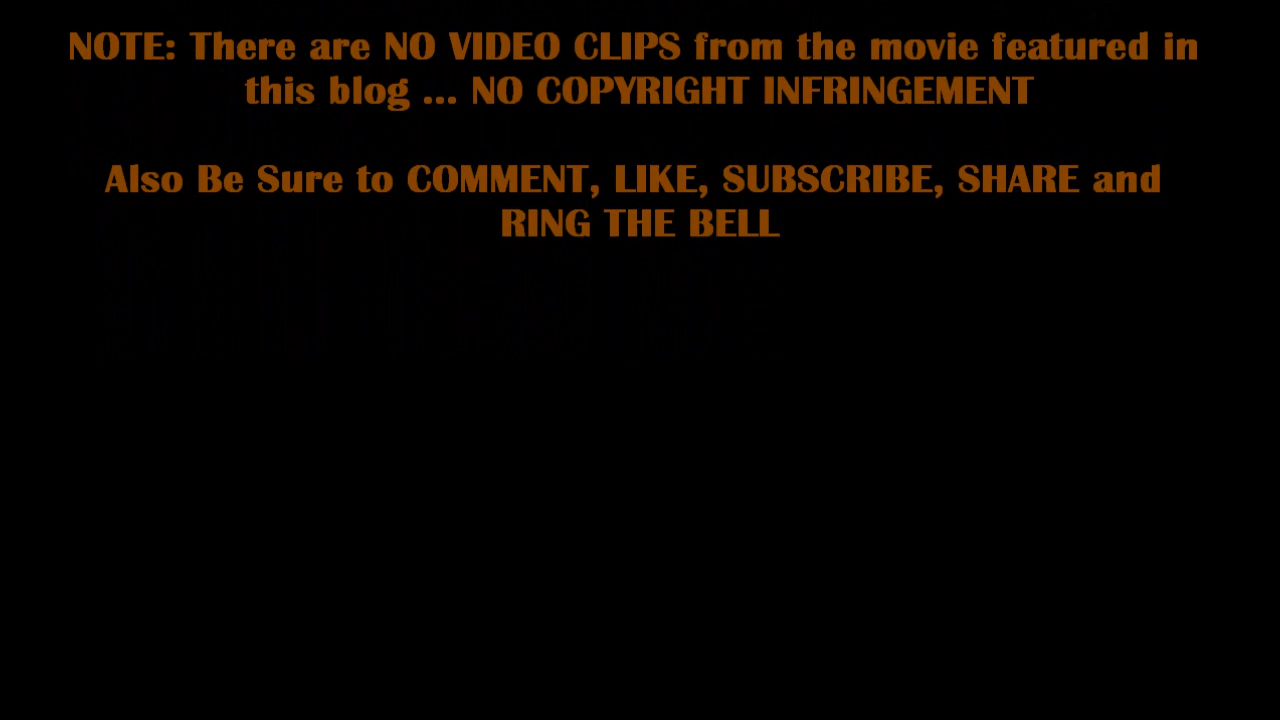 NOTE: There are NO VIDEO CLIPS from the movie featured in
this blog ... NO COPYRIGHT INFRINGEMENT
Also Be Sure to COMMENT, LIKE, SUBSCRIBE, SHARE and
RING THE BELL